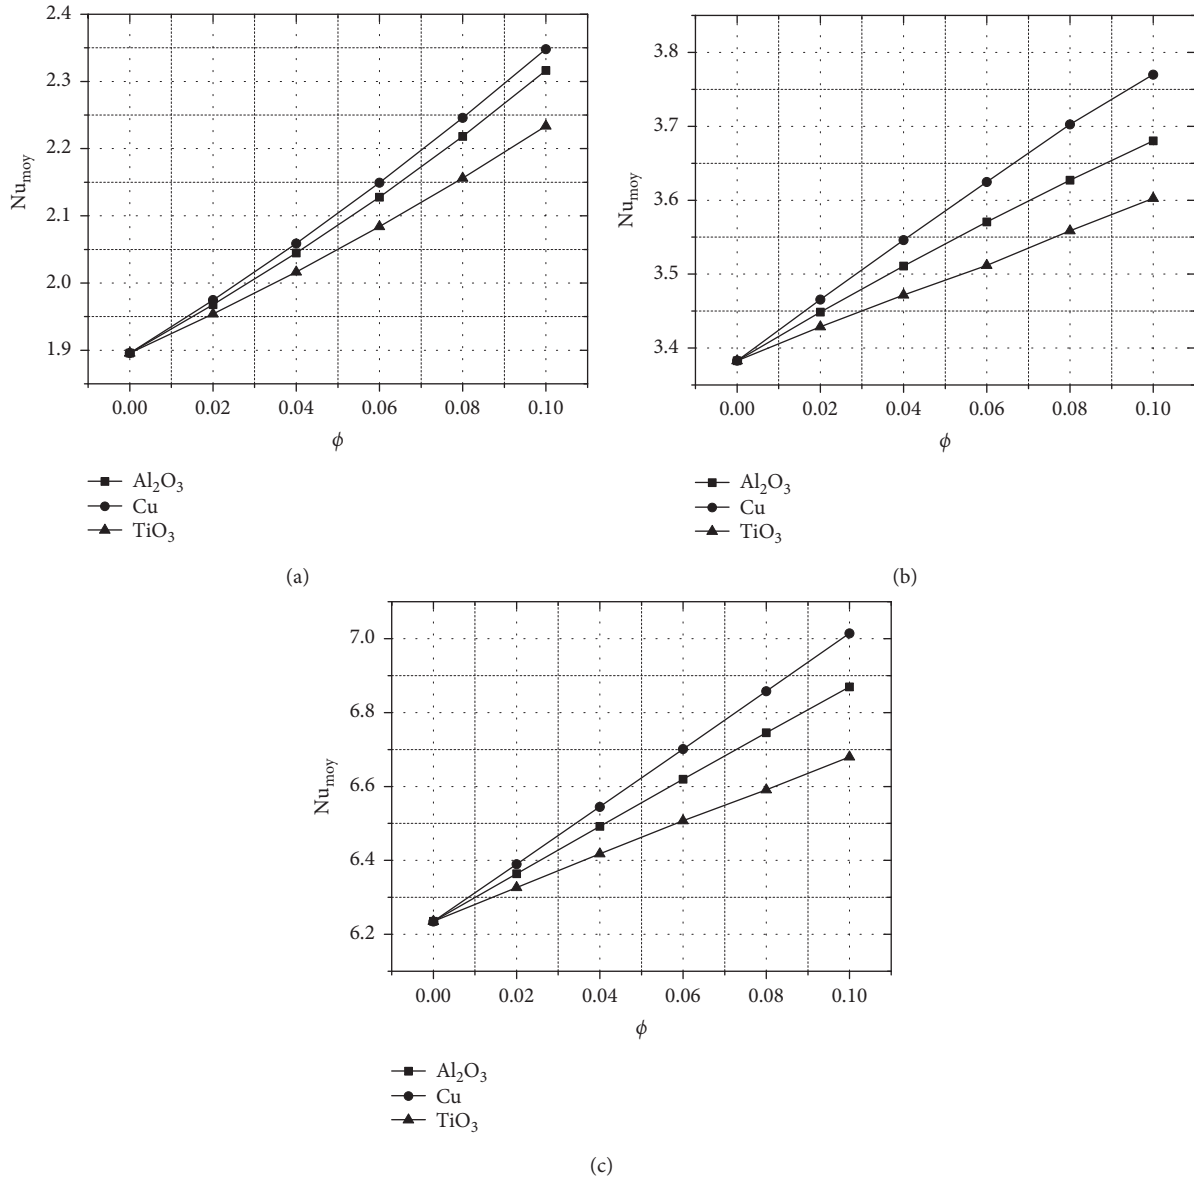 2.4
2.3
2.2
2.1
2.0
1.9
Nu_moy
0.00 0.02 0.04 0.06 0.08 0.10
ϕ
Al₂O₃
Cu
TiO₃
(a)
3.8
3.7
3.6
3.5
3.4
Nu_moy
0.00 0.02 0.04 0.06 0.08 0.10
ϕ
Al₂O₃
Cu
TiO₃
(b)
7.0
6.8
6.6
6.4
6.2
Nu_moy
0.00 0.02 0.04 0.06 0.08 0.10
ϕ
Al₂O₃
Cu
TiO₃
(c)